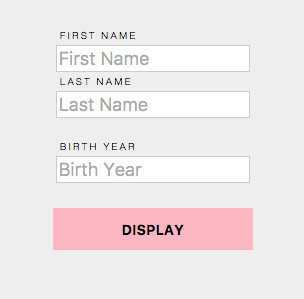 FIRST NAME
First Name
LAST NAME
Last Name
BIRTH YEAR
Birth Year
DISPLAY